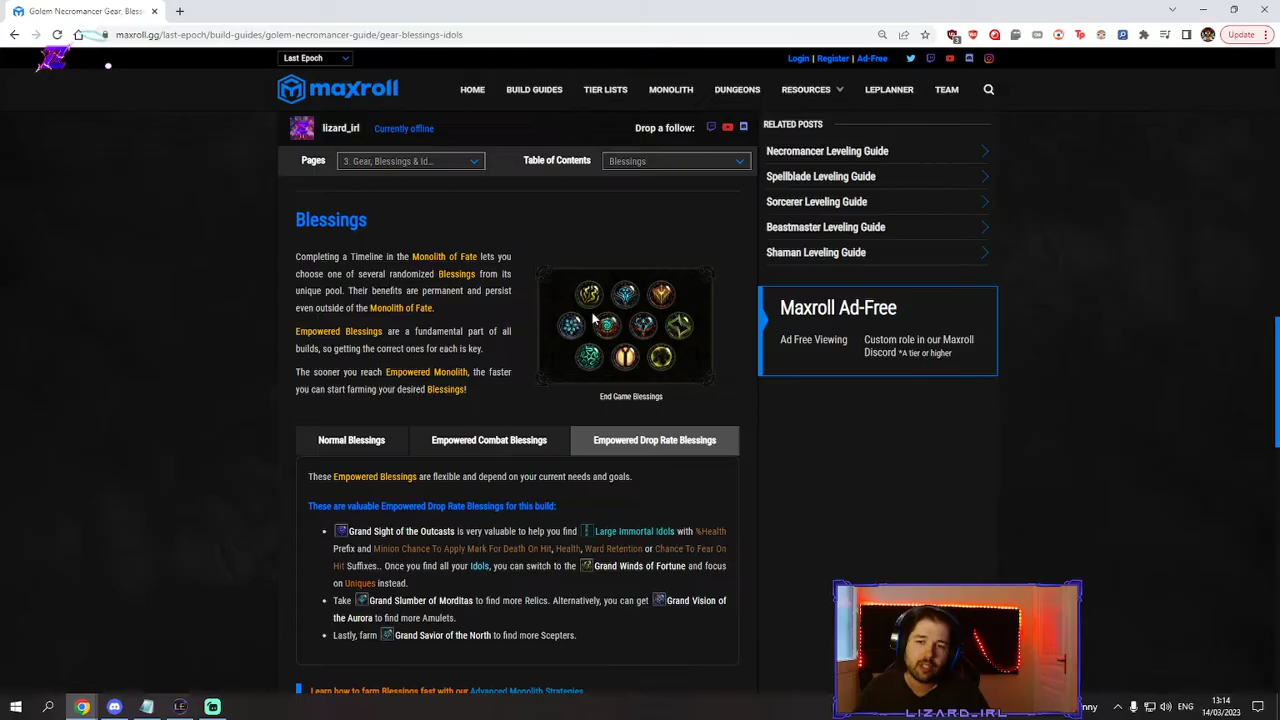 Golem Necromancer Gear, Blessings
maxroll.gg/last-epoch/build-guides/golem-necromancer-guide/gear-blessings-idols
3
Tp
Update
Last Epoch
Login | Register | Ad-Free
maxroll
HOME
BUILD GUIDES
TIER LISTS
MONOLITH
DUNGEONS
RESOURCES
LEPLANNER
TEAM
lizard_irl
Currently offline
Drop a follow:
RELATED POSTS
Pages
3. Gear, Blessings & Id...
Table of Contents
Blessings
Necromancer Leveling Guide
Spellblade Leveling Guide
Sorcerer Leveling Guide
Beastmaster Leveling Guide
Shaman Leveling Guide
Blessings
Completing a Timeline in the Monolith of Fate lets you
choose one of several randomized Blessings from its
unique pool. Their benefits are permanent and persist
even outside of the Monolith of Fate.
Empowered Blessings are a fundamental part of all
builds, so getting the correct ones for each is key.
The sooner you reach Empowered Monolith, the faster
you can start farming your desired Blessings!
End Game Blessings
Maxroll Ad-Free
Ad Free Viewing
Custom role in our Maxroll
Discord *A tier or higher
Normal Blessings
Empowered Combat Blessings
Empowered Drop Rate Blessings
These Empowered Blessings are flexible and depend on your current needs and goals.
These are valuable Empowered Drop Rate Blessings for this build:
Grand Sight of the Outcasts is very valuable to help you find Large Immortal Idols with %Health
Prefix and Minion Chance To Apply Mark For Death On Hit, Health, Ward Retention or Chance To Fear On
Hit Suffixes.. Once you find all your Idols, you can switch to the Grand Winds of Fortune and focus
on Uniques instead.
Take Grand Slumber of Morditas to find more Relics. Alternatively, you can get Grand Vision of
the Aurora to find more Amulets.
Lastly, farm Grand Savior of the North to find more Scepters.
Learn how to farm Blessings fast with our Advanced Monolith Strategies
LIZARD_IRL
nny
ENG
13:14
14/03/2023